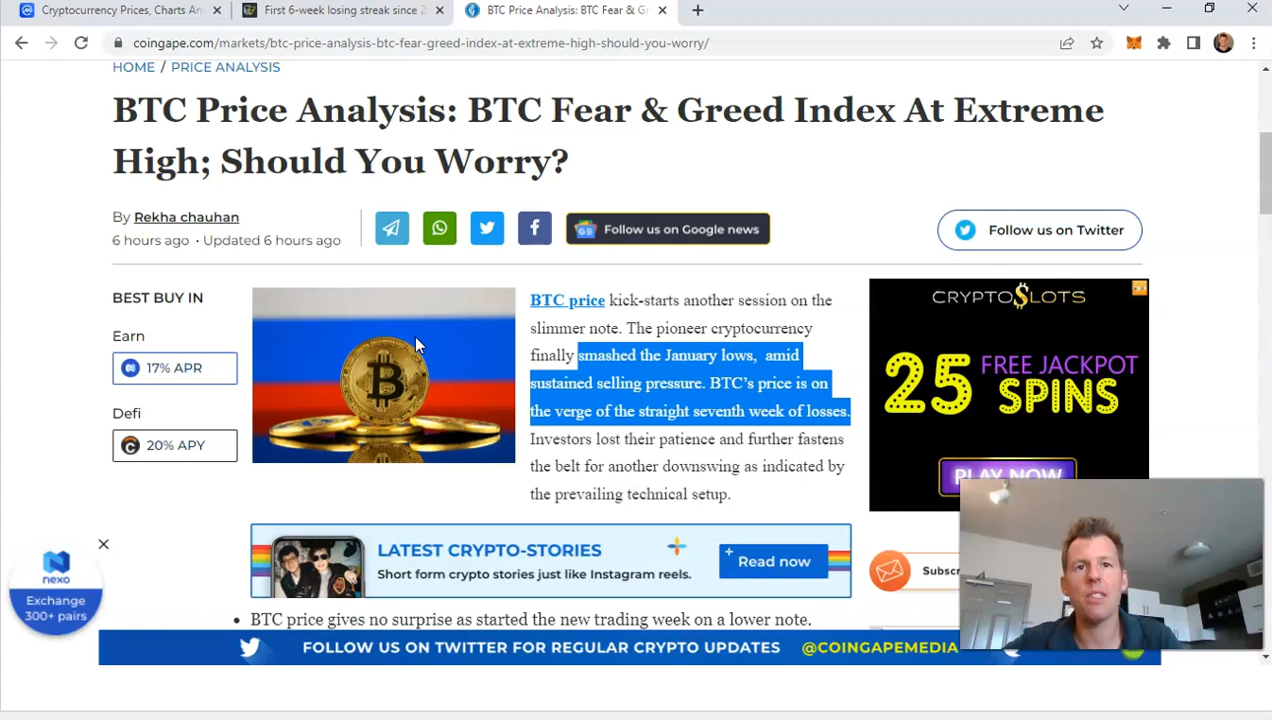 Cryptocurrency Prices, Charts An
First 6-week losing streak since 2
BTC Price Analysis: BTC Fear & Gr
coingape.com/markets/btc-price-analysis-btc-fear-greed-index-at-extreme-high-should-you-worry/
HOME / PRICE ANALYSIS
BTC Price Analysis: BTC Fear & Greed Index At Extreme
High; Should You Worry?
By Rekha chauhan
6 hours ago • Updated 6 hours ago
Follow us on Google news
Follow us on Twitter
BEST BUY IN
Earn
17% APR
Defi
20% APY
BTC price kick-starts another session on the
slimmer note. The pioneer cryptocurrency
finally smashed the January lows, amid
sustained selling pressure. BTC's price is on
the verge of the straight seventh week of losses.
Investors lost their patience and further fastens
the belt for another downswing as indicated by
the prevailing technical setup.
CRYPTOSLOTS
25 FREE JACKPOT
SPINS
PLAY NOW
LATEST CRYPTO-STORIES
Short form crypto stories just like Instagram reels.
Read now
nexo
Exchange
300+ pairs
Subscr
• BTC price gives no surprise as started the new trading week on a lower note.
FOLLOW US ON TWITTER FOR REGULAR CRYPTO UPDATES @COINGAPEMEDIA